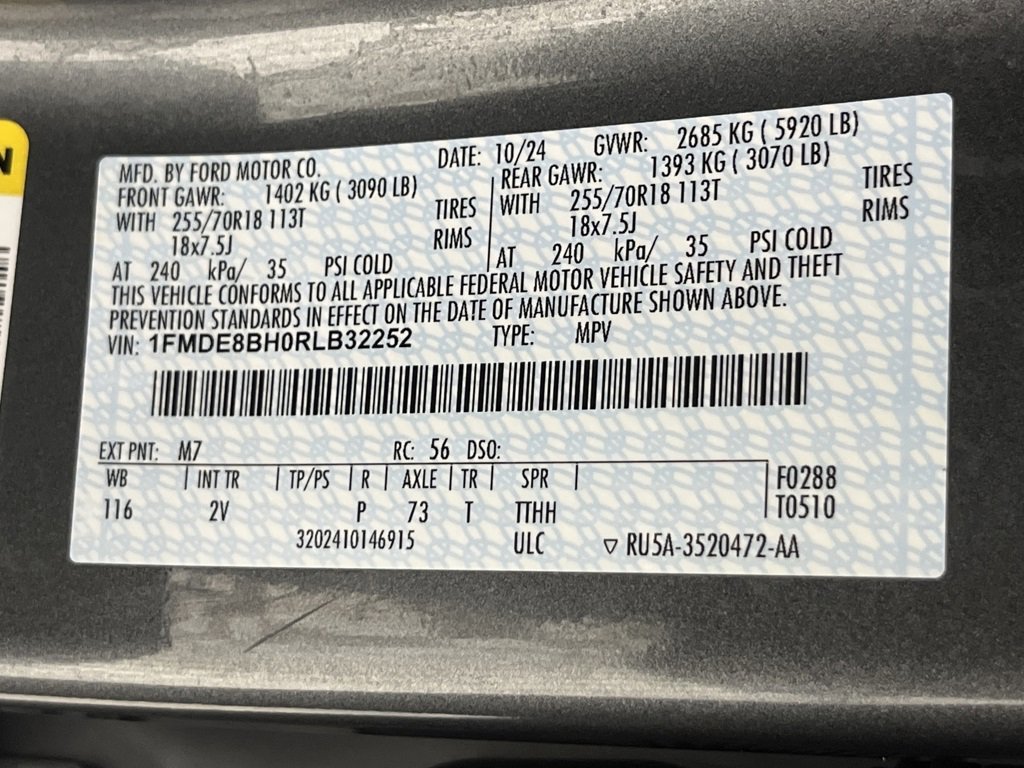 N
MFD. BY FORD MOTOR CO. DATE: 10/24 GVWR: 2685 KG ( 5920 LB)
FRONT GAWR: 1402 KG ( 3090 LB) REAR GAWR: 1393 KG ( 3070 LB)
WITH 255/70R18 113T TIRES WITH 255/70R18 113T TIRES
18x7.5J RIMS 18x7.5J RIMS
AT 240 kPa/ 35 PSI COLD AT 240 kPa/ 35 PSI COLD
THIS VEHICLE CONFORMS TO ALL APPLICABLE FEDERAL MOTOR VEHICLE SAFETY AND THEFT
PREVENTION STANDARDS IN EFFECT ON THE DATE OF MANUFACTURE SHOWN ABOVE.
VIN: 1FMDE8BH0RLB32252 TYPE: MPV
EXT PNT: M7 RC: 56 DSO:
WB | INT TR | TP/PS | R | AXLE | TR | SPR | F0288
116 2V P 73 T TTHH T0510
3202410146915 ULC ▽ RU5A-3520472-AA